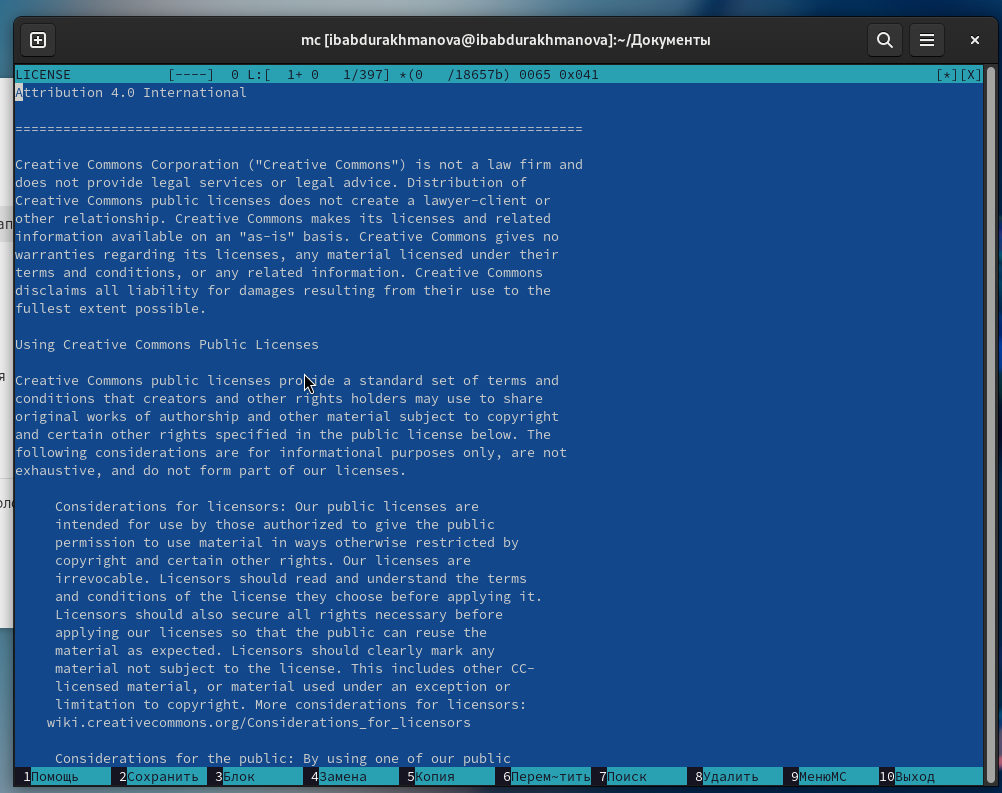 mc [ibabdurakhmanova@ibabdurakhmanova]:~/Документы
LICENSE [----] 0 L:[ 1+ 0 1/397] *(0 /18657b) 0065 0x041 [*][X]
Attribution 4.0 International
=======================================================================
Creative Commons Corporation ("Creative Commons") is not a law firm and
does not provide legal services or legal advice. Distribution of
Creative Commons public licenses does not create a lawyer-client or
other relationship. Creative Commons makes its licenses and related
information available on an "as-is" basis. Creative Commons gives no
warranties regarding its licenses, any material licensed under their
terms and conditions, or any related information. Creative Commons
disclaims all liability for damages resulting from their use to the
fullest extent possible.
Using Creative Commons Public Licenses
Creative Commons public licenses provide a standard set of terms and
conditions that creators and other rights holders may use to share
original works of authorship and other material subject to copyright
and certain other rights specified in the public license below. The
following considerations are for informational purposes only, are not
exhaustive, and do not form part of our licenses.
Considerations for licensors: Our public licenses are
intended for use by those authorized to give the public
permission to use material in ways otherwise restricted by
copyright and certain other rights. Our licenses are
irrevocable. Licensors should read and understand the terms
and conditions of the license they choose before applying it.
Licensors should also secure all rights necessary before
applying our licenses so that the public can reuse the
material as expected. Licensors should clearly mark any
material not subject to the license. This includes other CC-
licensed material, or material used under an exception or
limitation to copyright. More considerations for licensors:
wiki.creativecommons.org/Considerations_for_licensors
Considerations for the public: By using one of our public
1Помощь 2Сохранить 3Блок 4Замена 5Копия 6Перем~тить 7Поиск 8Удалить 9МенюMC 10Выход